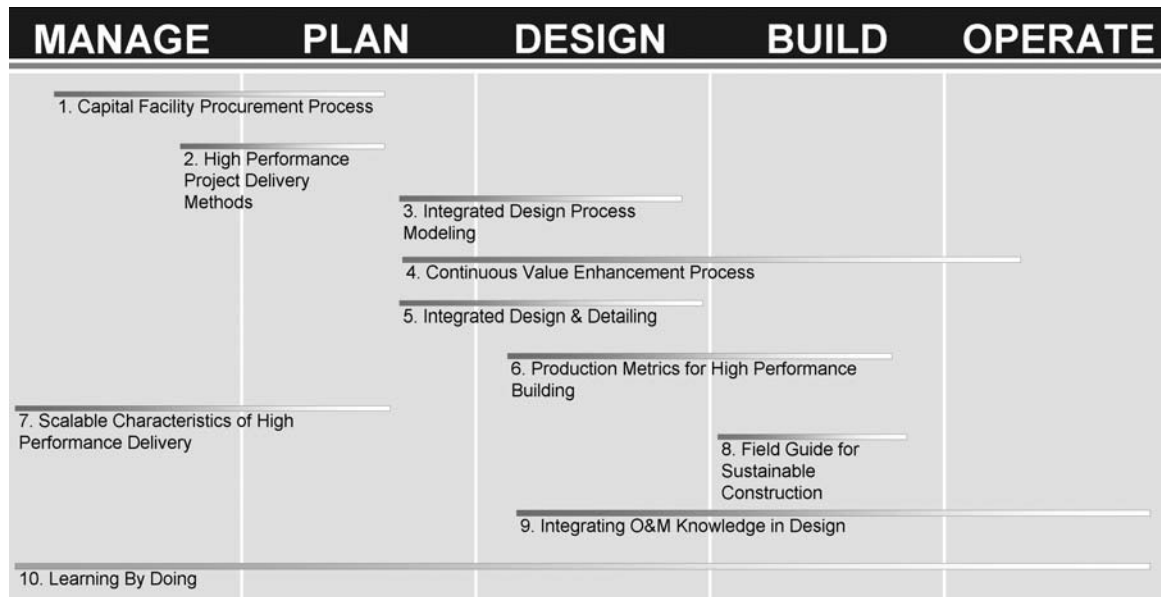 MANAGE PLAN DESIGN BUILD OPERATE
1. Capital Facility Procurement Process
2. High Performance
Project Delivery
Methods
3. Integrated Design Process
Modeling
4. Continuous Value Enhancement Process
5. Integrated Design & Detailing
6. Production Metrics for High Performance
Building
7. Scalable Characteristics of High
Performance Delivery
8. Field Guide for
Sustainable
Construction
9. Integrating O&M Knowledge in Design
10. Learning By Doing